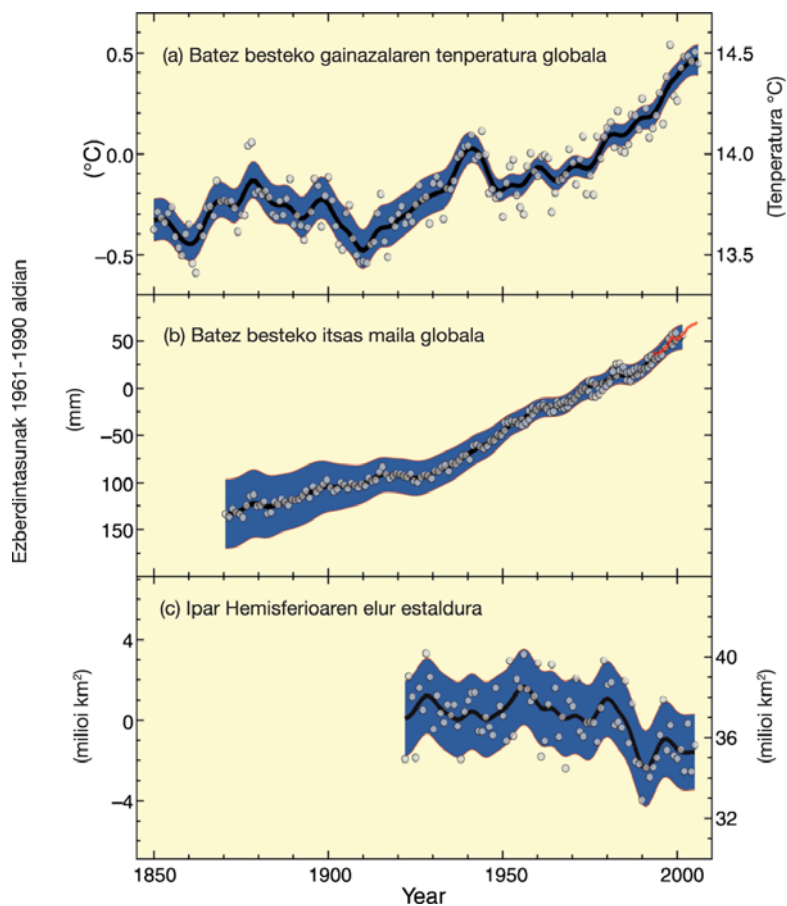 (a) Batez besteko gainazalaren tenperatura globala
0.5
0.0
−0.5
(°C)
14.5
14.0
13.5
(Tenperatura °C)
Ezberdintasunak 1961-1990 aldian
(b) Batez besteko itsas maila globala
50
0
−50
100
150
(mm)
(c) Ipar Hemisferioaren elur estaldura
4
0
−4
(milioi km²)
40
36
32
(milioi km²)
1850
1900
1950
2000
Year